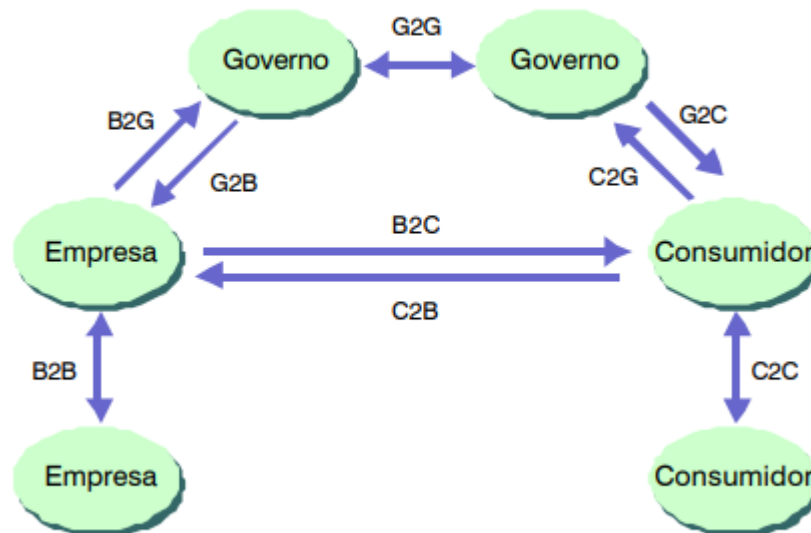 G2G
Governo
Governo
B2G
G2C
G2B
C2G
B2C
Empresa
Consumidor
C2B
B2B
C2C
Empresa
Consumidor